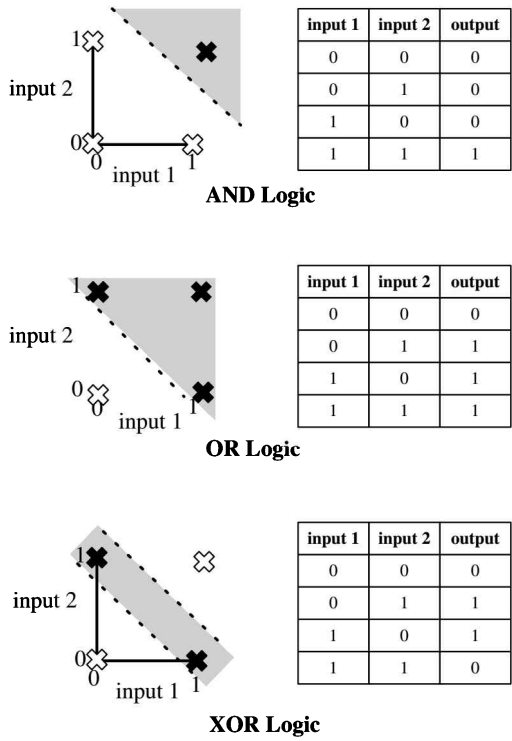 1
input 2
0
0
input 1
1
input 1 input 2 output
0 0 0
0 1 0
1 0 0
1 1 1
AND Logic
1
input 2
0
0
input 1
1
input 1 input 2 output
0 0 0
0 1 1
1 0 1
1 1 1
OR Logic
1
input 2
0
0
input 1
1
input 1 input 2 output
0 0 0
0 1 1
1 0 1
1 1 0
XOR Logic